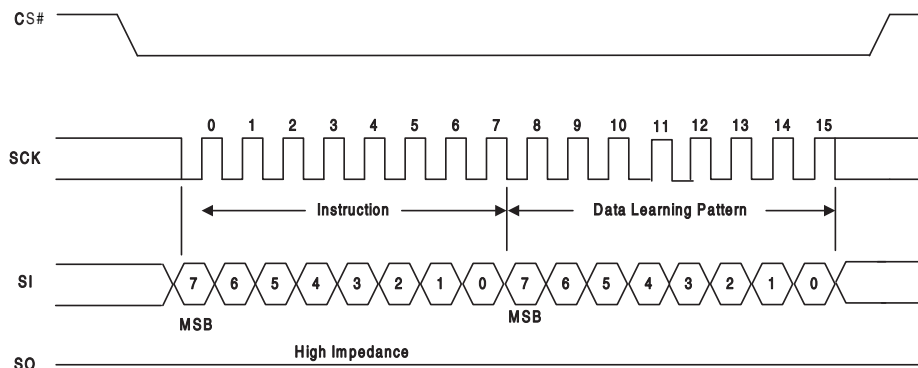 CS#
0 1 2 3 4 5 6 7 8 9 10 11 12 13 14 15
SCK
Instruction Data Learning Pattern
SI 7 6 5 4 3 2 1 0 7 6 5 4 3 2 1 0
MSB MSB
High Impedance
SO